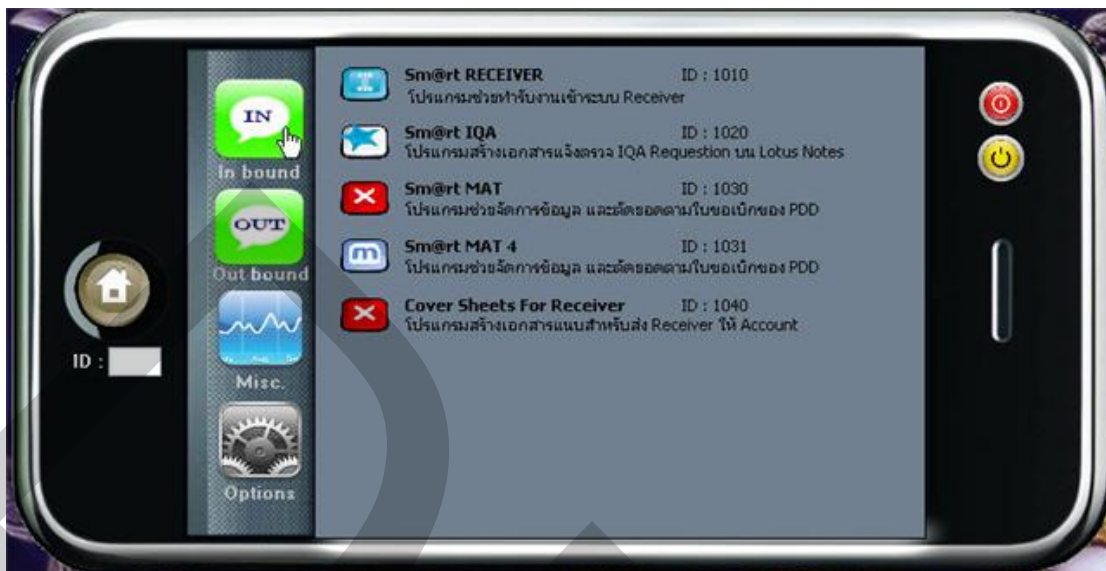 IN
In bound
OUT
Out bound
Misc.
Options
ID :
Sm@rt RECEIVER ID : 1010
โปรแกรมช่วยทำรับงานเข้าระบบ Receiver
Sm@rt IQA ID : 1020
โปรแกรมสร้างเอกสารแจ้งตรวจ IQA Requestion บน Lotus Notes
Sm@rt MAT ID : 1030
โปรแกรมช่วยจัดการข้อมูล และตัดยอดตามใบขอเบิกของ PDD
Sm@rt MAT 4 ID : 1031
โปรแกรมช่วยจัดการข้อมูล และตัดยอดตามใบขอเบิกของ PDD
Cover Sheets For Receiver ID : 1040
โปรแกรมสร้างเอกสารแนบสำหรับส่ง Receiver ให้ Account